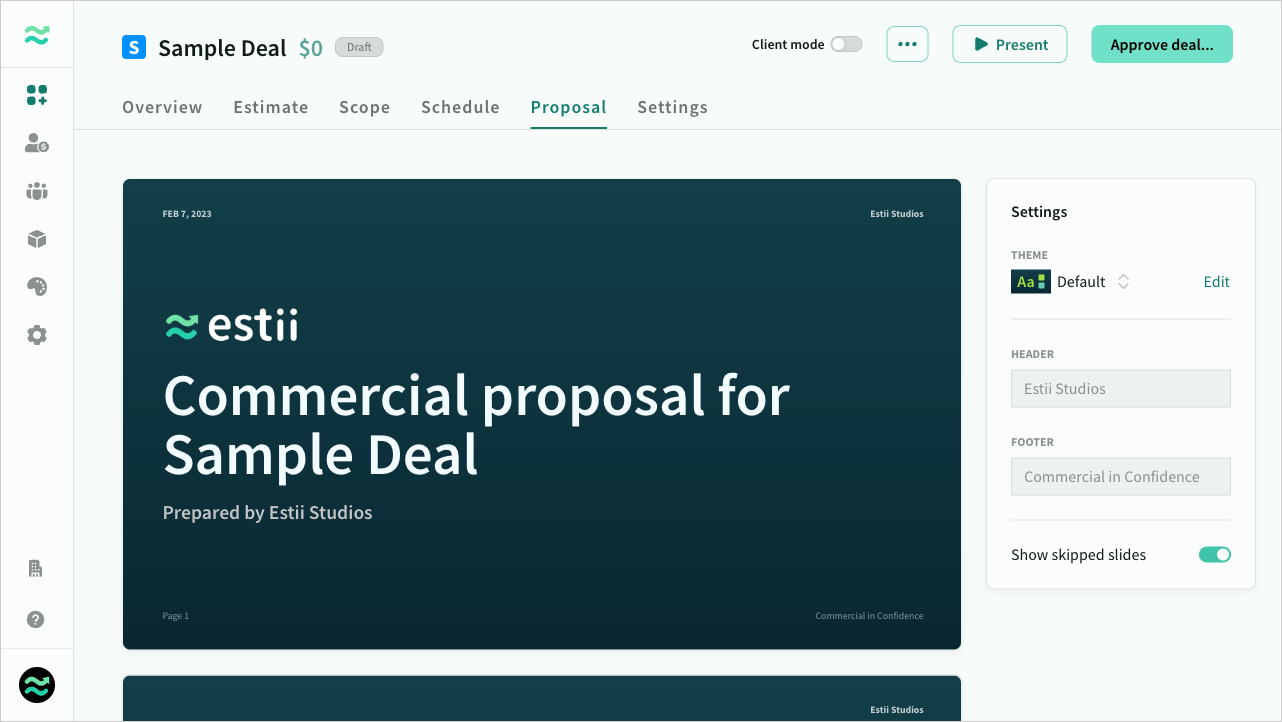 S Sample Deal $0 Draft
Client mode
Present
Approve deal...
Overview Estimate Scope Schedule Proposal Settings
FEB 7, 2023
Estii Studios
estii
Commercial proposal for
Sample Deal
Prepared by Estii Studios
Page 1
Commercial in Confidence
Estii Studios
Settings
THEME
Aa Default
Edit
HEADER
Estii Studios
FOOTER
Commercial in Confidence
Show skipped slides